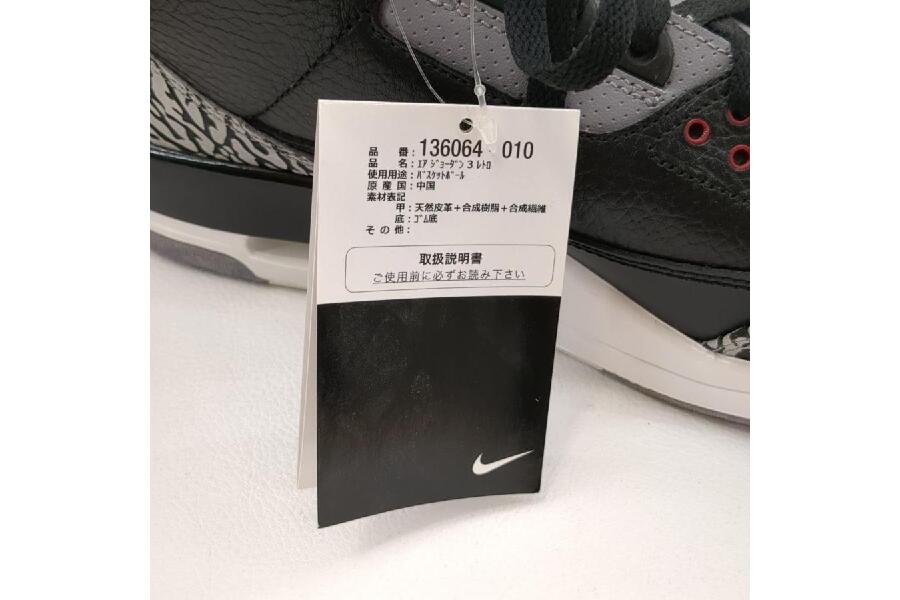 品番：136064 010
品名：ｴｱ ｼﾞｮｰﾀﾞﾝ 3 ﾚﾄﾛ
使用用途：ﾊﾞｽｹｯﾄﾎﾞｰﾙ
原産国：中国
素材表記
甲：天然皮革＋合成樹脂＋合成繊維
底：ｺﾞﾑ底
その他：
取扱説明書
ご使用前に必ずお読み下さい